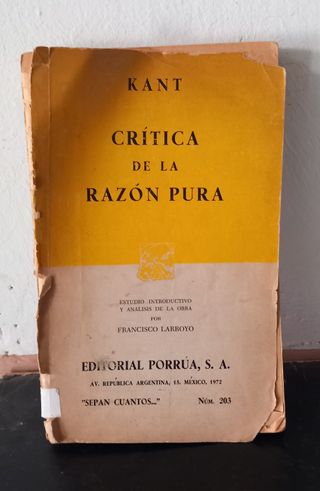 KANT
CRÍTICA
DE LA
RAZÓN PURA
ESTUDIO INTRODUCTIVO
Y ANALISIS DE LA OBRA
POR
FRANCISCO LARROYO
EDITORIAL PORRÚA, S. A.
AV. REPÚBLICA ARGENTINA, 15. MÉXICO, 1972
"SEPAN CUANTOS..." NÚM. 203